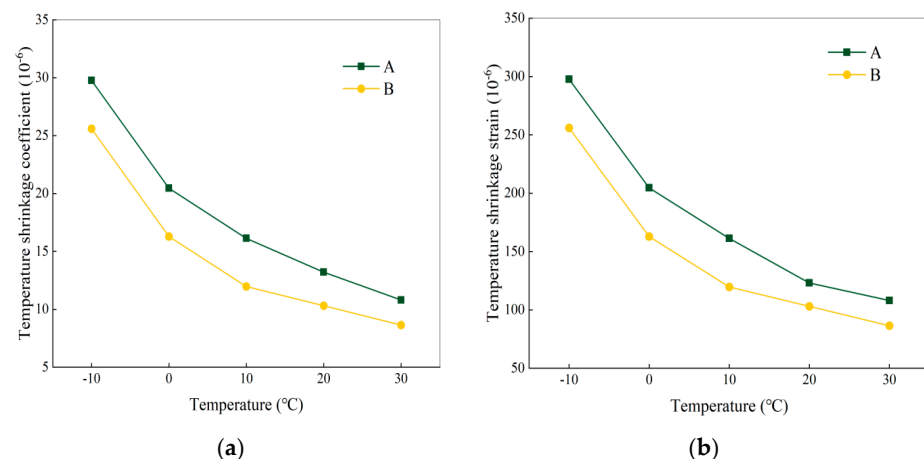 35
30
25
20
15
10
5
Temperature shrinkage coefficient (10⁻⁶)
A
B
-10 0 10 20 30
Temperature (℃)
(a)
350
300
250
200
150
100
50
Temperature shrinkage strain (10⁻⁶)
A
B
-10 0 10 20 30
Temperature (℃)
(b)